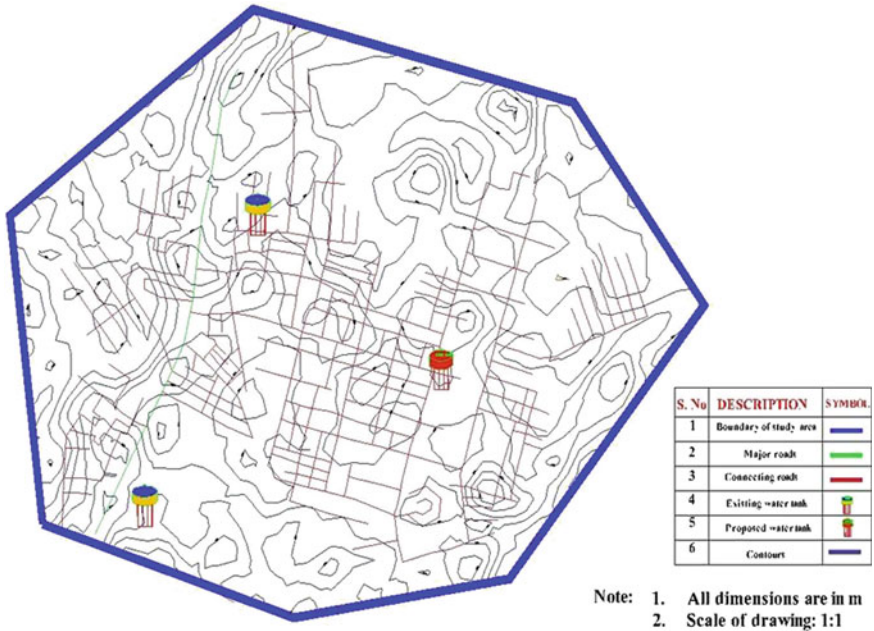 S. No DESCRIPTION SYMBOL
1 Boundary of study area
2 Major roads
3 Connecting roads
4 Existing water tank
5 Proposed water tank
6 Contours
Note: 1. All dimensions are in m
2. Scale of drawing: 1:1